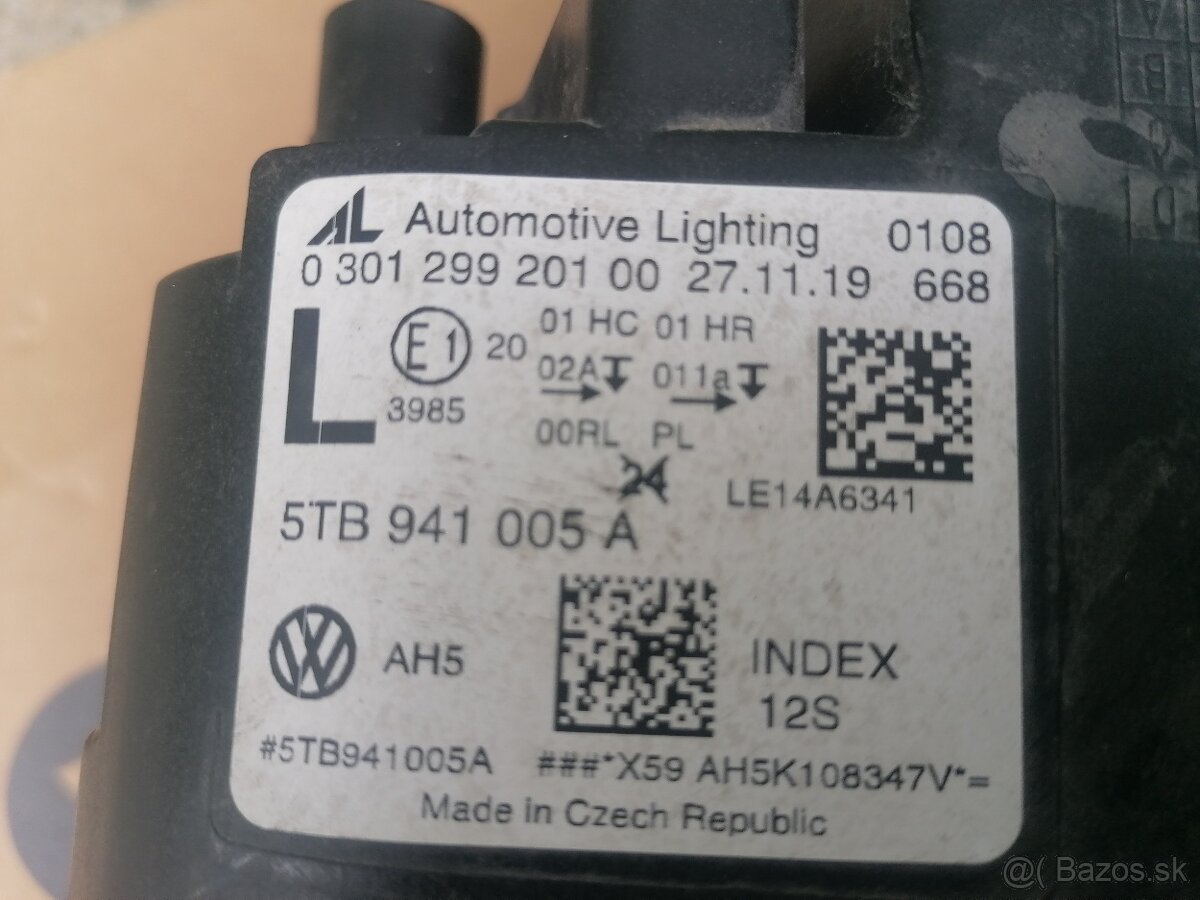 AL Automotive Lighting 0108
0 301 299 201 00 27.11.19 668
L E1 20 01 HC 01 HR
02A 011a
3985
00RL PL
24
LE14A6341
5TB 941 005 A
VW AH5 INDEX
12S
#5TB941005A ###*X59 AH5K108347V*=
Made in Czech Republic
@( Bazos.sk